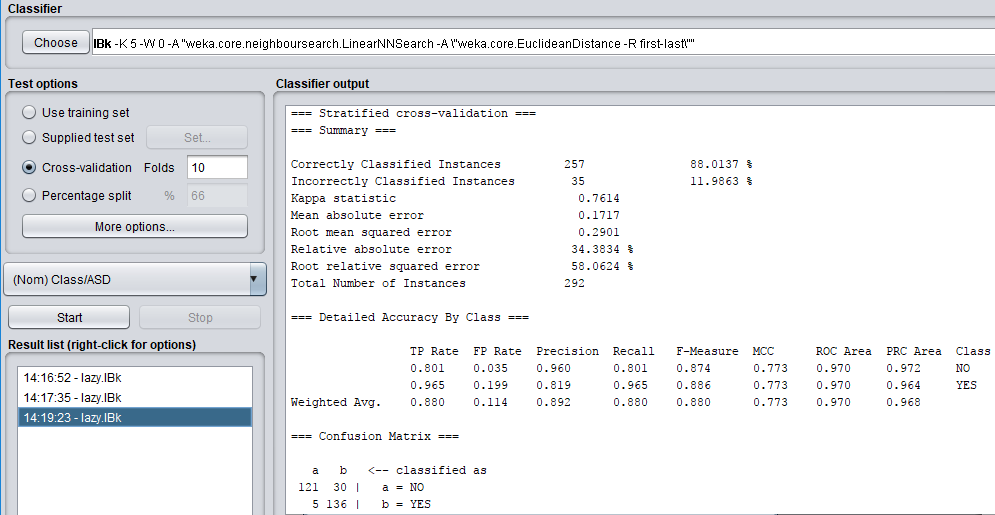 Classifier
Choose IBk -K 5 -W 0 -A "weka.core.neighboursearch.LinearNNSearch -A \"weka.core.EuclideanDistance -R first-last\""
Test options
Use training set
Supplied test set Set...
Cross-validation Folds 10
Percentage split % 66
More options...
(Nom) Class/ASD
Start Stop
Result list (right-click for options)
14:16:52 - lazy.IBk
14:17:35 - lazy.IBk
14:19:23 - lazy.IBk
Classifier output
=== Stratified cross-validation ===
=== Summary ===
Correctly Classified Instances 257 88.0137 %
Incorrectly Classified Instances 35 11.9863 %
Kappa statistic 0.7614
Mean absolute error 0.1717
Root mean squared error 0.2901
Relative absolute error 34.3834 %
Root relative squared error 58.0624 %
Total Number of Instances 292
=== Detailed Accuracy By Class ===
TP Rate FP Rate Precision Recall F-Measure MCC ROC Area PRC Area Class
0.801 0.035 0.960 0.801 0.874 0.773 0.970 0.972 NO
0.965 0.199 0.819 0.965 0.886 0.773 0.970 0.964 YES
Weighted Avg. 0.880 0.114 0.892 0.880 0.880 0.773 0.970 0.968
=== Confusion Matrix ===
a b <-- classified as
121 30 | a = NO
5 136 | b = YES